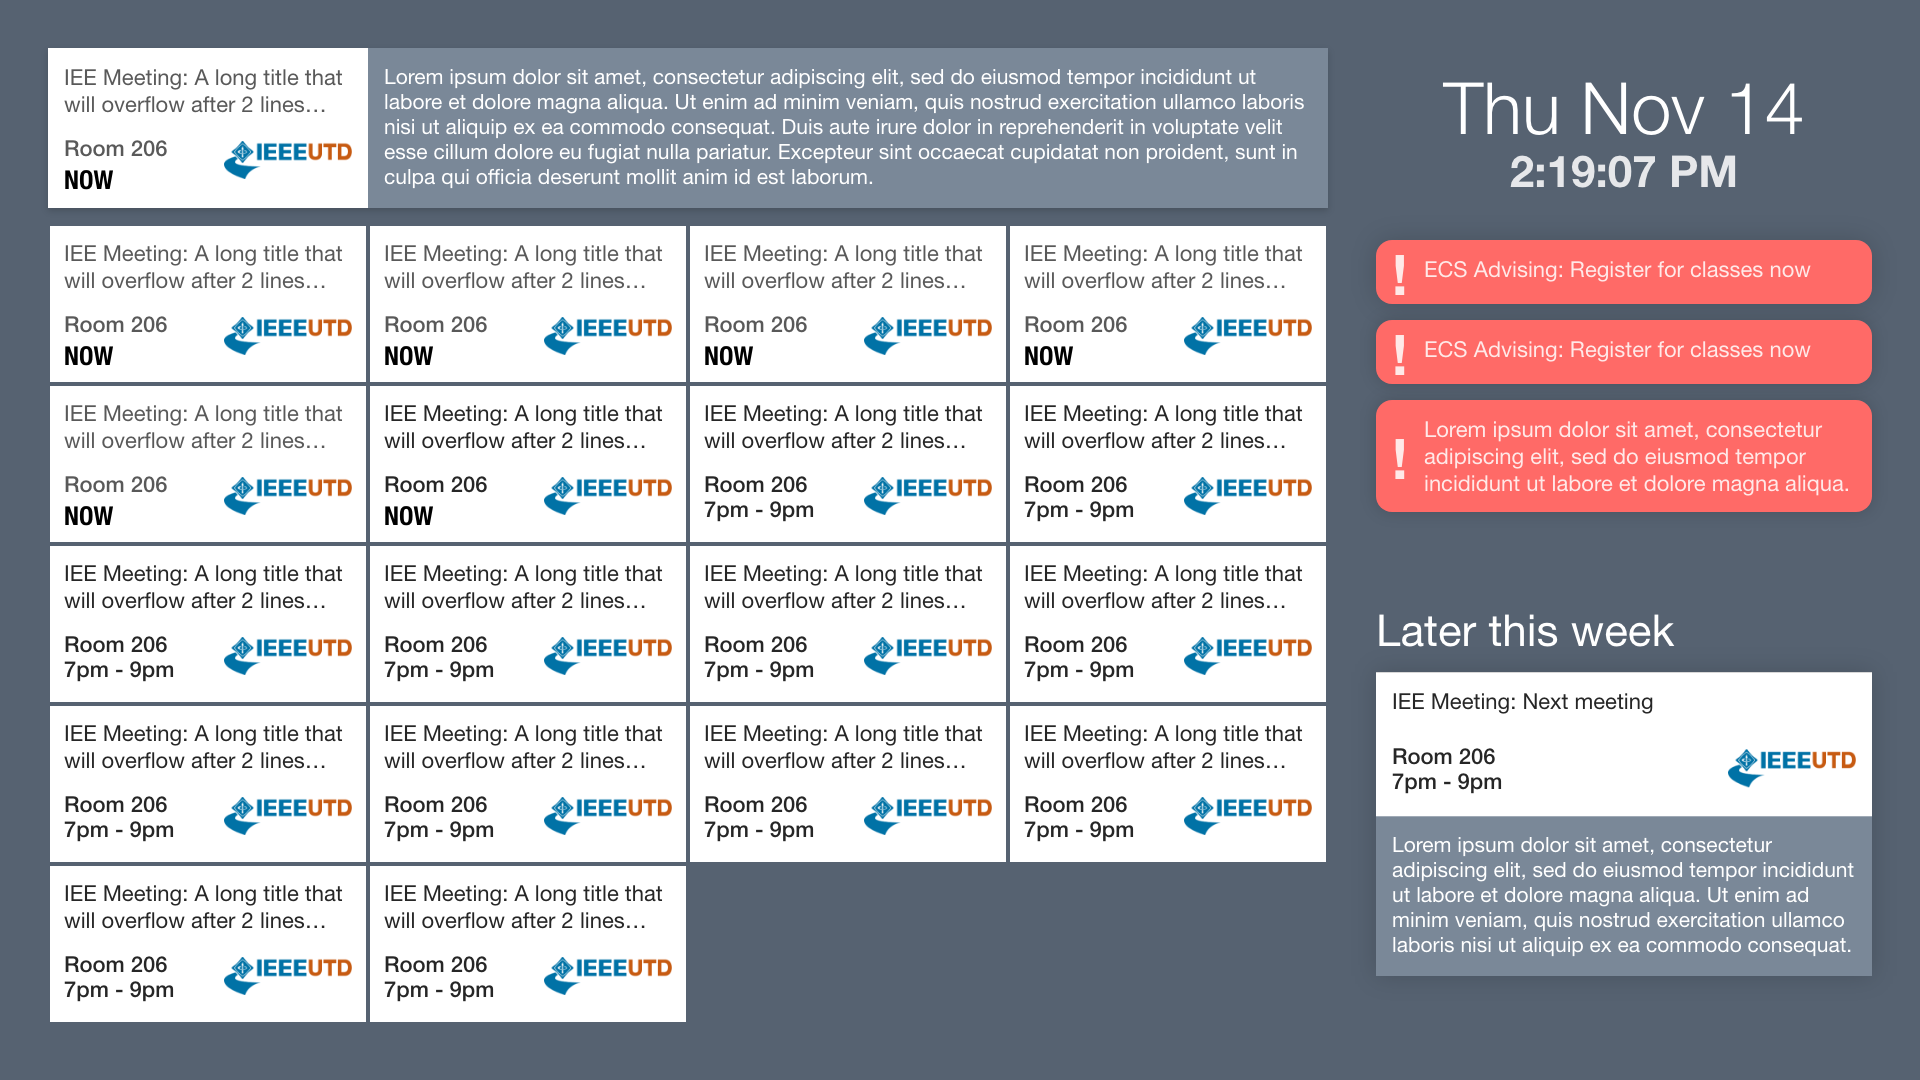 IEE Meeting: A long title that
will overflow after 2 lines…
Room 206
NOW
IEEEUTD
Lorem ipsum dolor sit amet, consectetur adipiscing elit, sed do eiusmod tempor incididunt ut
labore et dolore magna aliqua. Ut enim ad minim veniam, quis nostrud exercitation ullamco laboris
nisi ut aliquip ex ea commodo consequat. Duis aute irure dolor in reprehenderit in voluptate velit
esse cillum dolore eu fugiat nulla pariatur. Excepteur sint occaecat cupidatat non proident, sunt in
culpa qui officia deserunt mollit anim id est laborum.
IEE Meeting: A long title that
will overflow after 2 lines…
Room 206
NOW
IEEEUTD
IEE Meeting: A long title that
will overflow after 2 lines…
Room 206
NOW
IEEEUTD
IEE Meeting: A long title that
will overflow after 2 lines…
Room 206
NOW
IEEEUTD
IEE Meeting: A long title that
will overflow after 2 lines…
Room 206
NOW
IEEEUTD
IEE Meeting: A long title that
will overflow after 2 lines…
Room 206
NOW
IEEEUTD
IEE Meeting: A long title that
will overflow after 2 lines…
Room 206
NOW
IEEEUTD
IEE Meeting: A long title that
will overflow after 2 lines…
Room 206
7pm - 9pm
IEEEUTD
IEE Meeting: A long title that
will overflow after 2 lines…
Room 206
7pm - 9pm
IEEEUTD
IEE Meeting: A long title that
will overflow after 2 lines…
Room 206
7pm - 9pm
IEEEUTD
IEE Meeting: A long title that
will overflow after 2 lines…
Room 206
7pm - 9pm
IEEEUTD
IEE Meeting: A long title that
will overflow after 2 lines…
Room 206
7pm - 9pm
IEEEUTD
IEE Meeting: A long title that
will overflow after 2 lines…
Room 206
7pm - 9pm
IEEEUTD
IEE Meeting: A long title that
will overflow after 2 lines…
Room 206
7pm - 9pm
IEEEUTD
IEE Meeting: A long title that
will overflow after 2 lines…
Room 206
7pm - 9pm
IEEEUTD
IEE Meeting: A long title that
will overflow after 2 lines…
Room 206
7pm - 9pm
IEEEUTD
IEE Meeting: A long title that
will overflow after 2 lines…
Room 206
7pm - 9pm
IEEEUTD
IEE Meeting: A long title that
will overflow after 2 lines…
Room 206
7pm - 9pm
IEEEUTD
IEE Meeting: A long title that
will overflow after 2 lines…
Room 206
7pm - 9pm
IEEEUTD
Thu Nov 14
2:19:07 PM
! ECS Advising: Register for classes now
! ECS Advising: Register for classes now
Lorem ipsum dolor sit amet, consectetur
! adipiscing elit, sed do eiusmod tempor
incididunt ut labore et dolore magna aliqua.
Later this week
IEE Meeting: Next meeting
Room 206
7pm - 9pm
IEEEUTD
Lorem ipsum dolor sit amet, consectetur
adipiscing elit, sed do eiusmod tempor incididunt
ut labore et dolore magna aliqua. Ut enim ad
minim veniam, quis nostrud exercitation ullamco
laboris nisi ut aliquip ex ea commodo consequat.